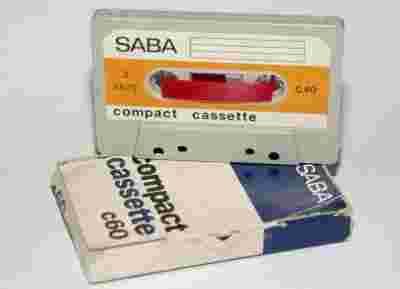 SABA
C60
compact cassette
compact
cassette
c60
SABA